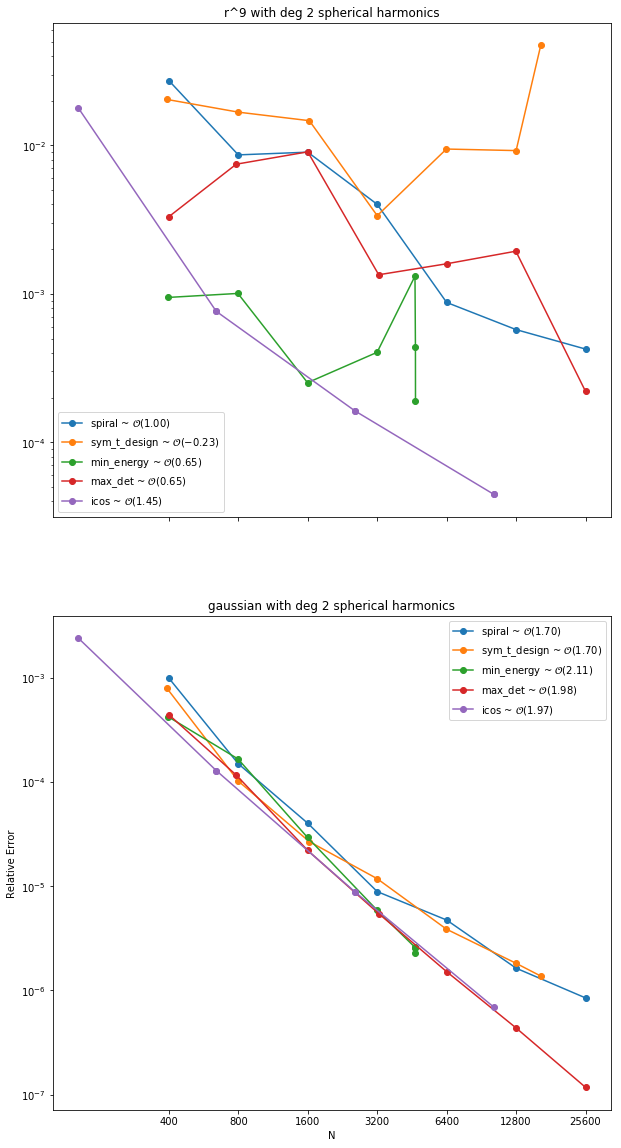 r^9 with deg 2 spherical harmonics
10⁻²
10⁻³
10⁻⁴
spiral ~ 𝒪(1.00)
sym_t_design ~ 𝒪(−0.23)
min_energy ~ 𝒪(0.65)
max_det ~ 𝒪(0.65)
icos ~ 𝒪(1.45)
gaussian with deg 2 spherical harmonics
spiral ~ 𝒪(1.70)
sym_t_design ~ 𝒪(1.70)
min_energy ~ 𝒪(2.11)
max_det ~ 𝒪(1.98)
icos ~ 𝒪(1.97)
10⁻³
10⁻⁴
10⁻⁵
10⁻⁶
10⁻⁷
Relative Error
400 800 1600 3200 6400 12800 25600
N